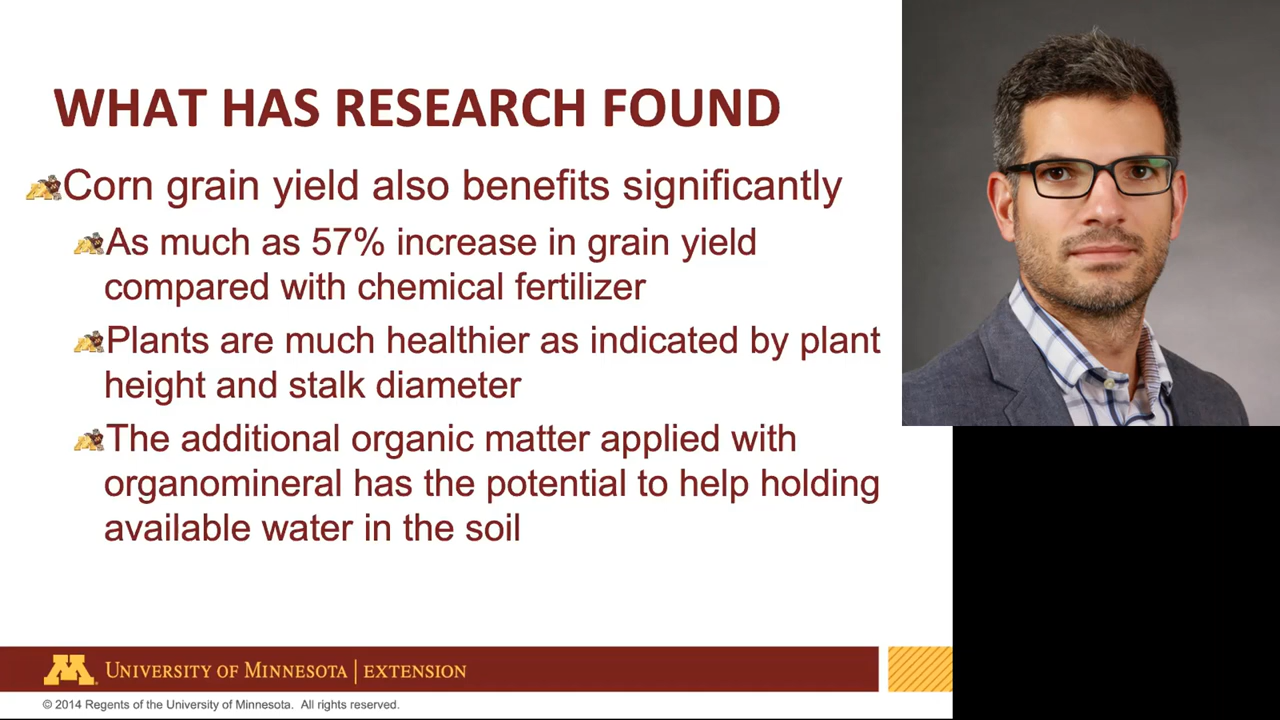 WHAT HAS RESEARCH FOUND
Corn grain yield also benefits significantly
As much as 57% increase in grain yield
compared with chemical fertilizer
Plants are much healthier as indicated by plant
height and stalk diameter
The additional organic matter applied with
organomineral has the potential to help holding
available water in the soil
M
UNIVERSITY OF MINNESOTA | EXTENSION
© 2014 Regents of the University of Minnesota. All rights reserved.